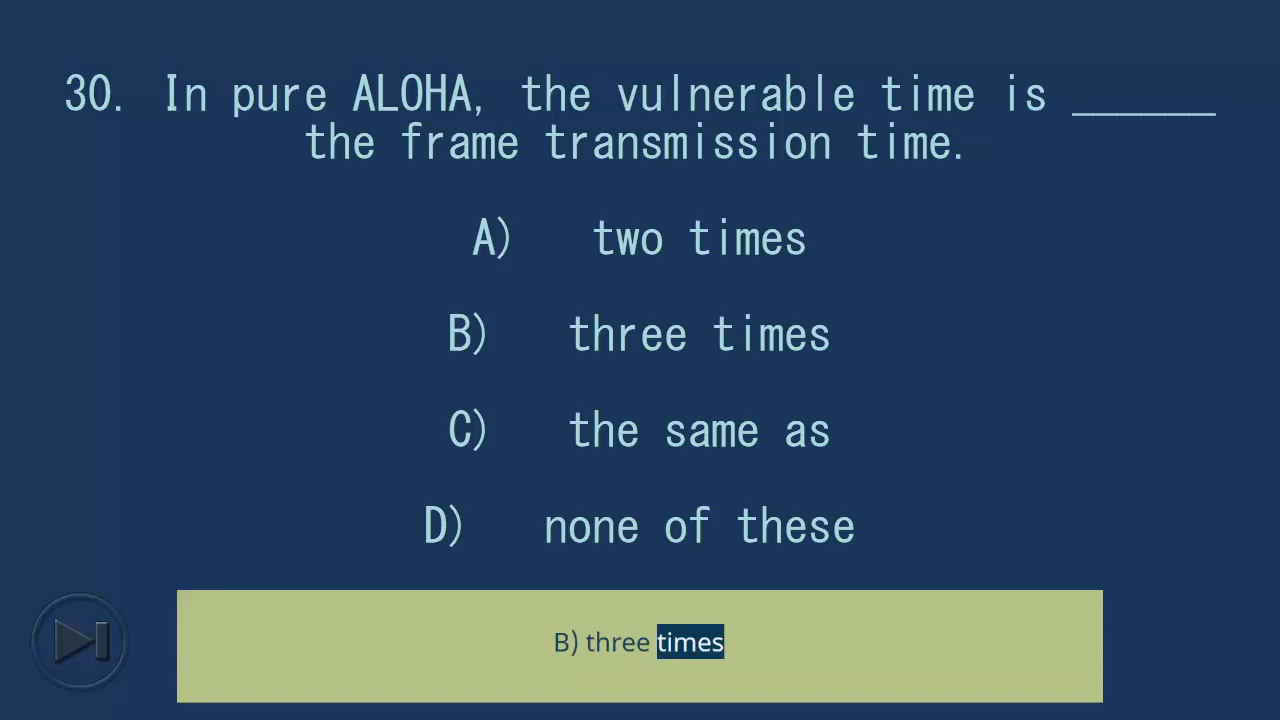 30. In pure ALOHA, the vulnerable time is ______
the frame transmission time.
A) two times
B) three times
C) the same as
D) none of these
B) three times